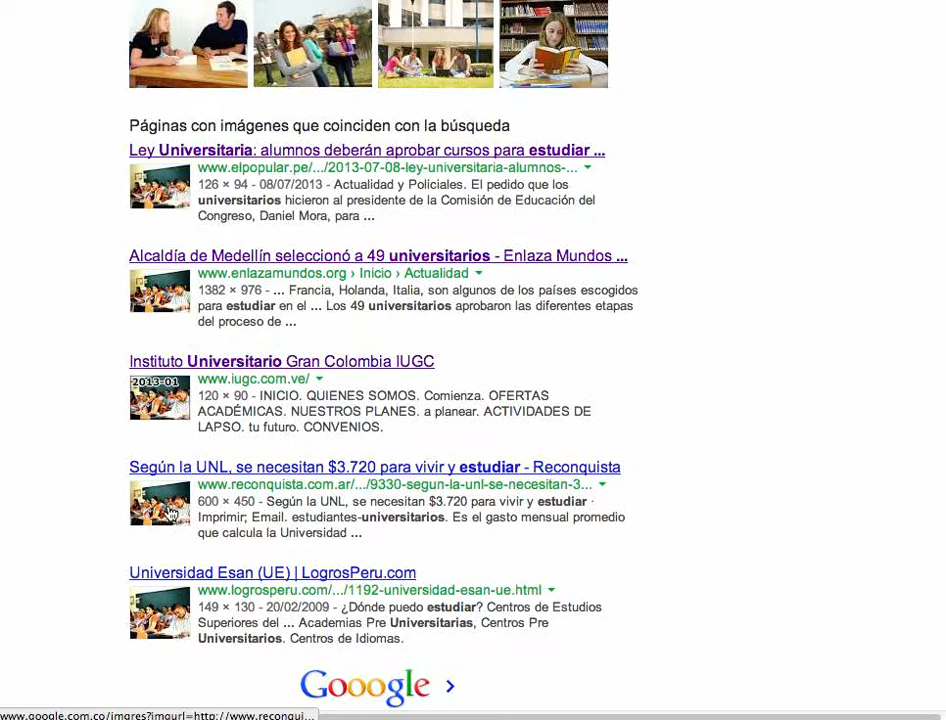 Páginas con imágenes que coinciden con la búsqueda
Ley Universitaria: alumnos deberán aprobar cursos para estudiar ...
www.elpopular.pe/.../2013-07-08-ley-universitaria-alumnos-...
126 × 94 - 08/07/2013 - Actualidad y Policiales. El pedido que los
universitarios hicieron al presidente de la Comisión de Educación del
Congreso, Daniel Mora, para ...
Alcaldía de Medellín seleccionó a 49 universitarios - Enlaza Mundos ...
www.enlazamundos.org › Inicio › Actualidad
1382 × 976 - ... Francia, Holanda, Italia, son algunos de los países escogidos
para estudiar en el ... Los 49 universitarios aprobaron las diferentes etapas
del proceso de ...
Instituto Universitario Gran Colombia IUGC
www.iugc.com.ve/
2013-01
120 × 90 - INICIO. QUIENES SOMOS. Comienza. OFERTAS
ACADÉMICAS. NUESTROS PLANES. a planear. ACTIVIDADES DE
LAPSO. tu futuro. CONVENIOS.
Según la UNL, se necesitan $3.720 para vivir y estudiar - Reconquista
www.reconquista.com.ar/.../9330-segun-la-unl-se-necesitan-3...
600 × 450 - Según la UNL, se necesitan $3.720 para vivir y estudiar ·
Imprimir; Email. estudiantes-universitarios. Es el gasto mensual promedio
que calcula la Universidad ...
Universidad Esan (UE) | LogrosPeru.com
www.logrosperu.com/.../1192-universidad-esan-ue.html
149 × 130 - 20/02/2009 - ¿Dónde puedo estudiar? Centros de Estudios
Superiores del ... Academias Pre Universitarias, Centros Pre
Universitarios. Centros de Idiomas.
Gooogle
www.google.com.co/imgres?imgurl=http://www.reconqui...